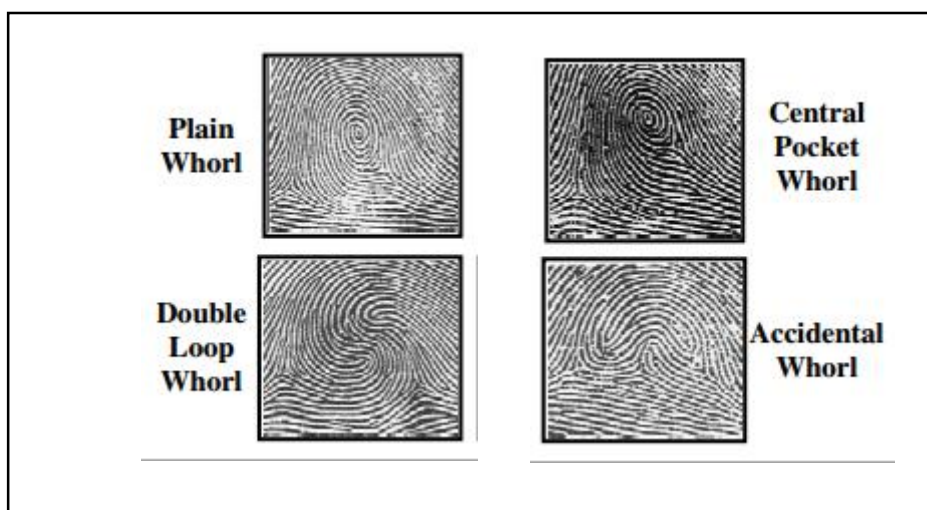 Plain
Whorl
Central
Pocket
Whorl
Double
Loop
Whorl
Accidental
Whorl